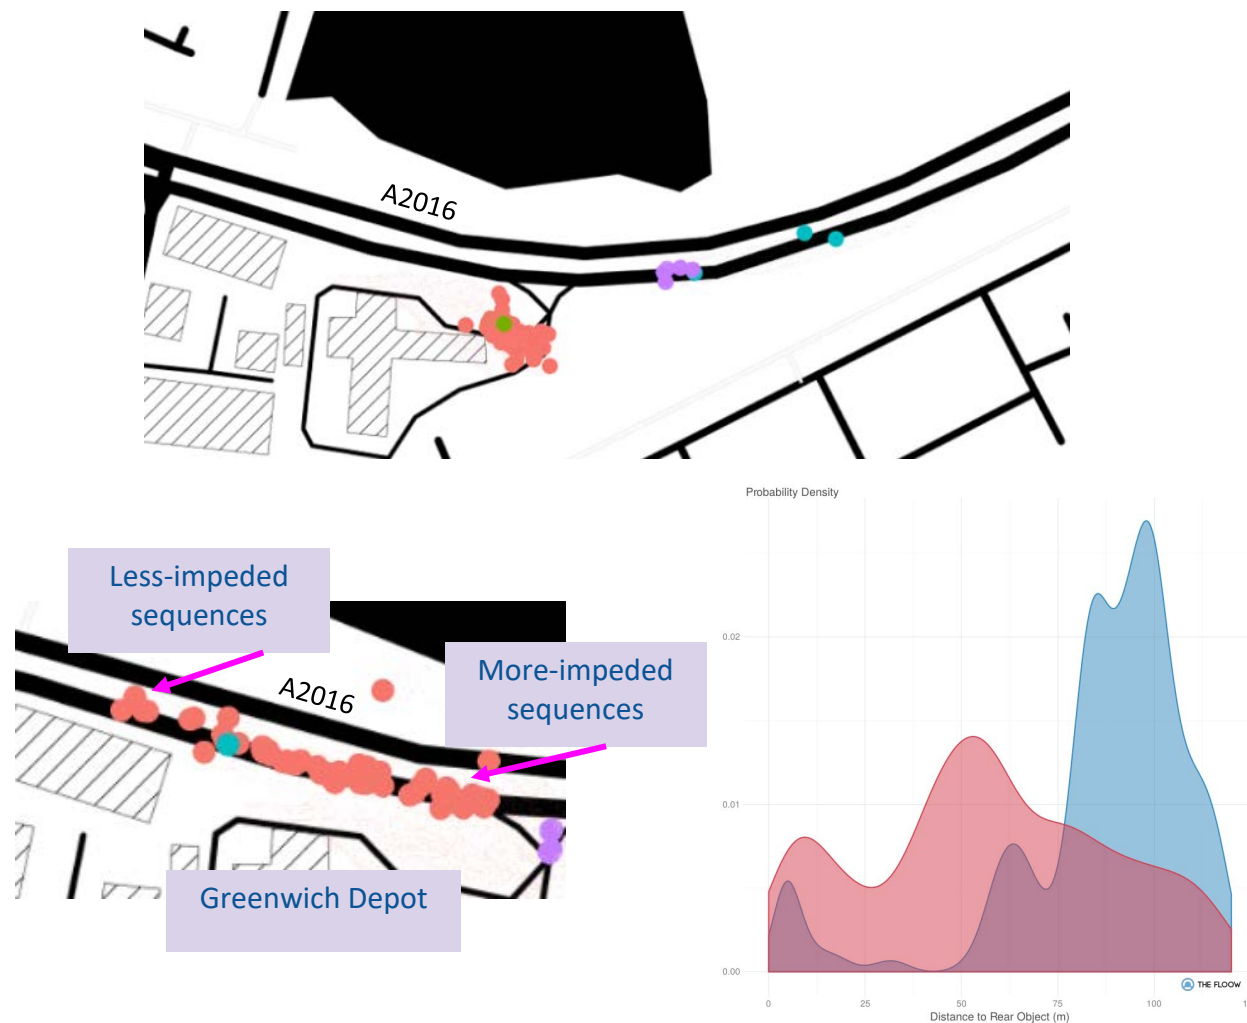 A2016
Probability Density
Less-impeded
sequences
A2016
More-impeded
sequences
Greenwich Depot
0.02
0.01
0.00
THE FLOOW
0
25
50
75
100
1
Distance to Rear Object (m)